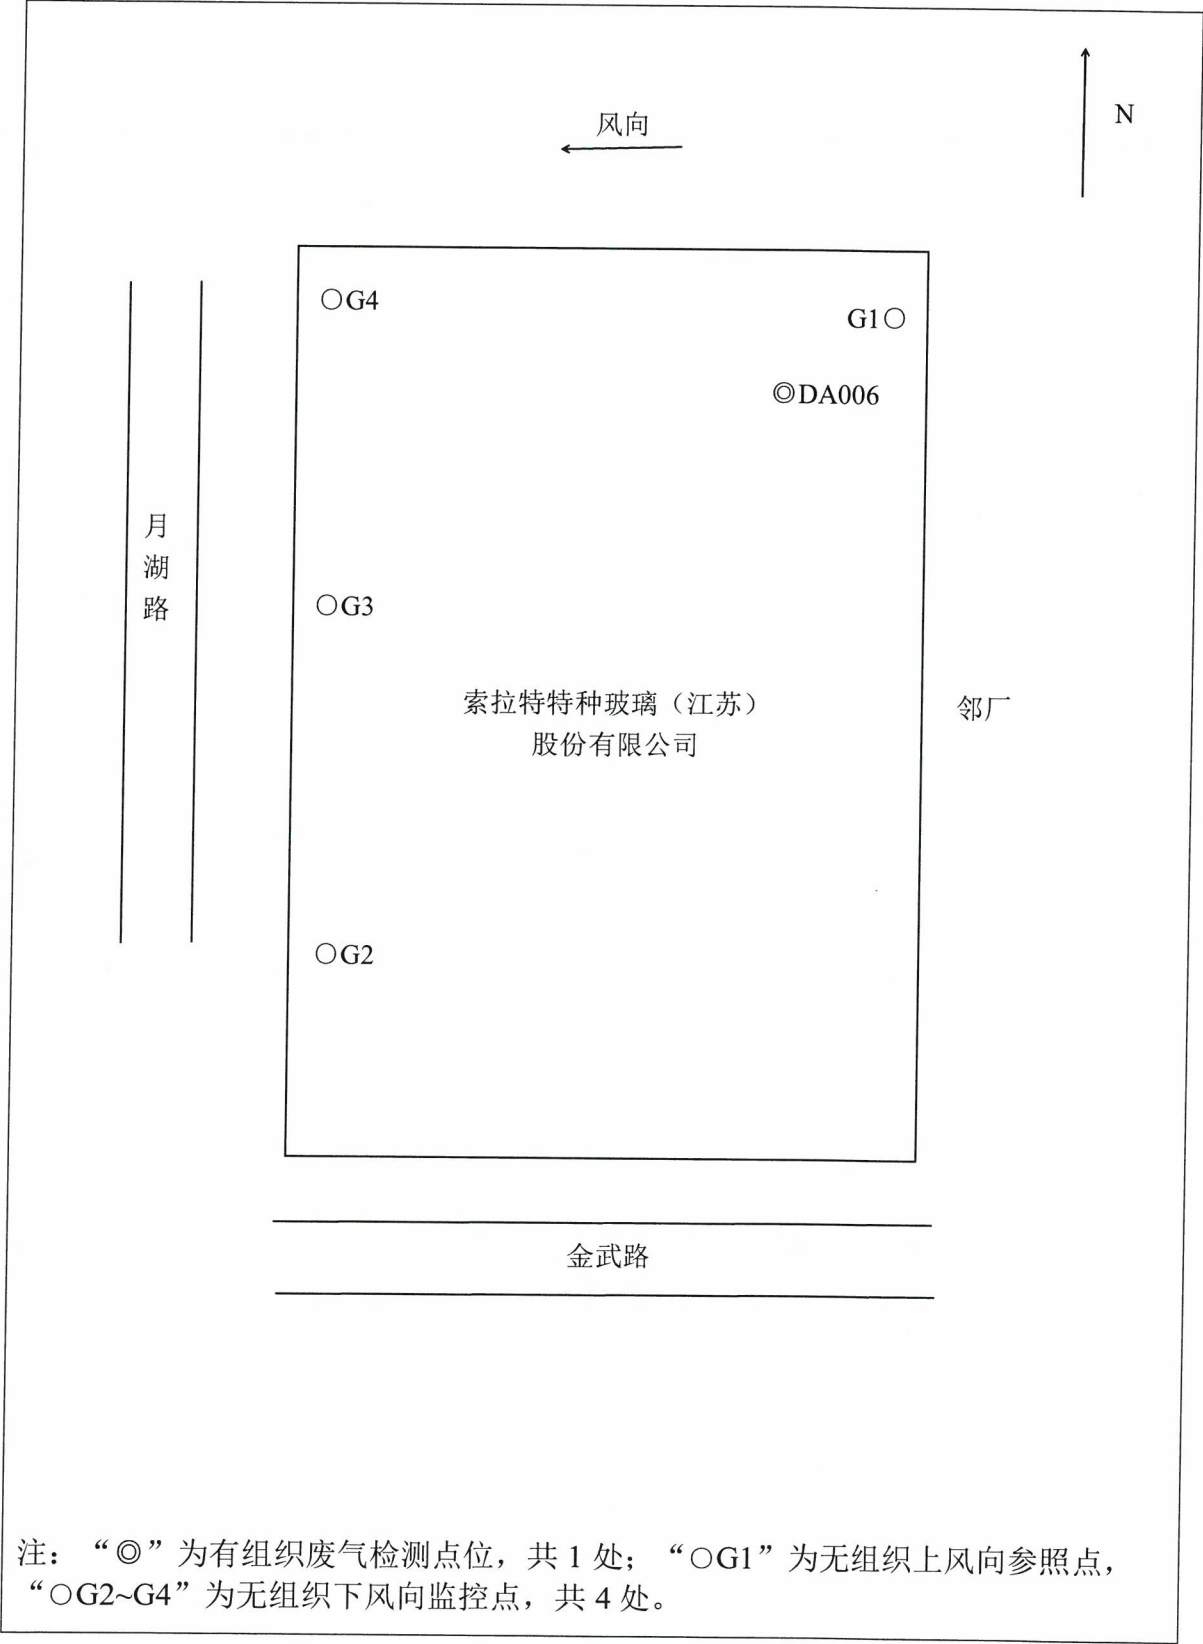 风向
N
○G4
G1○
◎DA006
月湖路
○G3
索拉特特种玻璃（江苏）
股份有限公司
邻厂
○G2
金武路
注：“◎”为有组织废气检测点位，共 1 处；“○G1”为无组织上风向参照点，
“○G2~G4”为无组织下风向监控点，共 4 处。